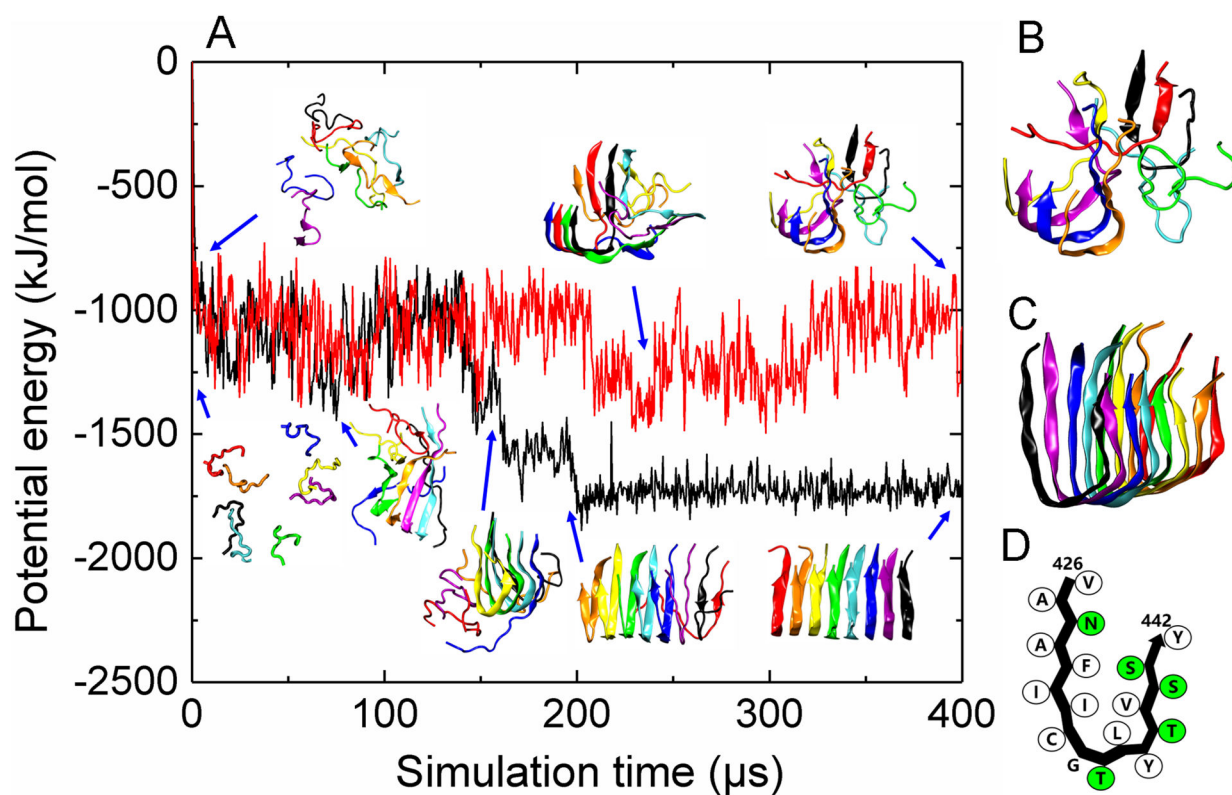 A
B
C
D
Potential energy (kJ/mol)
0
-500
-1000
-1500
-2000
-2500
0
100
200
300
400
Simulation time (µs)
426
V
A
N
A
F
I
I
C
G
T
L
Y
V
T
S
S
442
Y